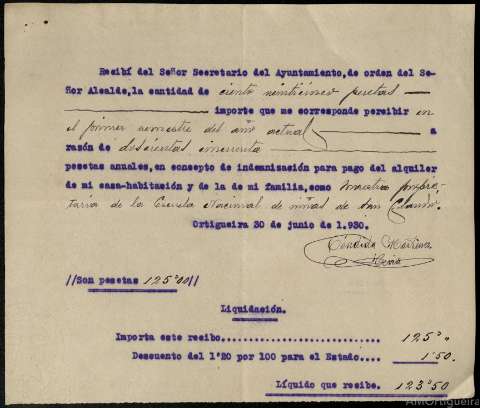 Recibí del Señor Secretario del Ayuntamiento, de orden del Se-
ñor Alcalde, la cantidad de ciento veinticinco pesetas
importe que me corresponde percibir en
el primer semestre del año actual a
razón de doscientas cincuenta
pesetas anuales, en concepto de indemnización para pago del alquiler
de mi casa-habitación y de la de mi familia, como Maestra propie-
taria de la Escuela Nacional de niñas de San Claudio.
Ortigueira 30 de junio de 1.930.
Cándida
//Son pesetas 125'00//
Liquidación.
Importa este recibo.............................. 125' "
Descuento del 1'20 por 100 para el Estado.... 1'50.
Líquido que recibe. 123'50
AMOrtigueira